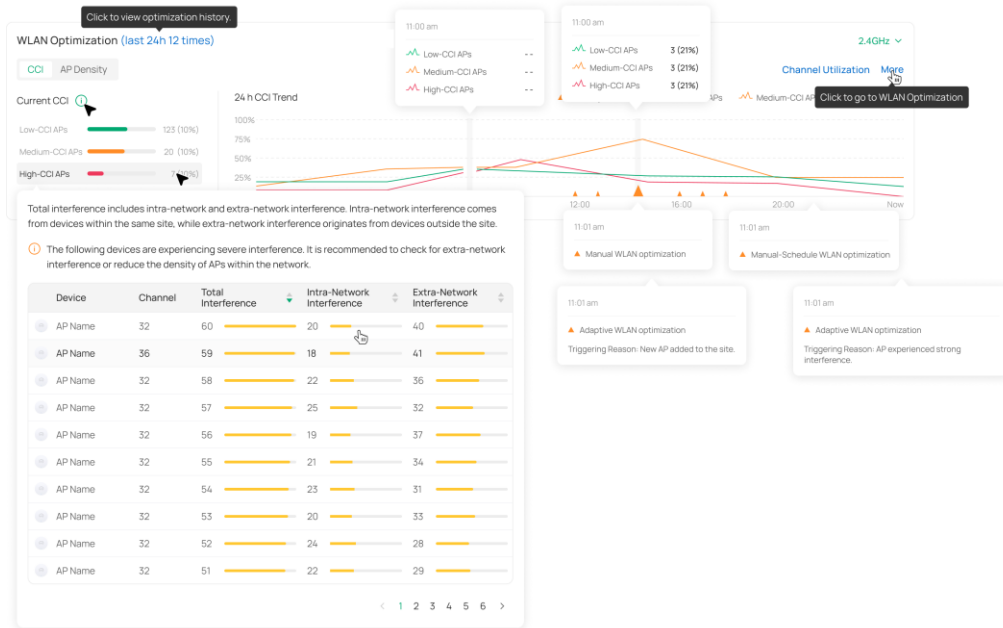 Click to view optimization history.
WLAN Optimization (last 24h 12 times)
2.4GHz
CCI AP Density
Channel Utilization More
Click to go to WLAN Optimization
Current CCI
Low-CCI APs 123 (10%)
Medium-CCI APs 20 (10%)
High-CCI APs
24 h CCI Trend
APs Medium-CCI AP
100%
75%
50%
25%
12:00 16:00 20:00 Now
11:00 am
Low-CCI APs --
Medium-CCI APs --
High-CCI APs --
11:00 am
Low-CCI APs 3 (21%)
Medium-CCI APs 3 (21%)
High-CCI APs 3 (21%)
11:01 am
Manual WLAN optimization
11:01 am
Manual-Schedule WLAN optimization
11:01 am
Adaptive WLAN optimization
Triggering Reason: New AP added to the site.
11:01 am
Adaptive WLAN optimization
Triggering Reason: AP experienced strong
interference.
Total interference includes intra-network and extra-network interference. Intra-network interference comes
from devices within the same site, while extra-network interference originates from devices outside the site.
The following devices are experiencing severe interference. It is recommended to check for extra-network
interference or reduce the density of APs within the network.
Device Channel Total Interference Intra-Network Interference Extra-Network Interference
AP Name 32 60 20 40
AP Name 36 59 18 41
AP Name 32 58 22 36
AP Name 32 57 25 32
AP Name 32 56 19 37
AP Name 32 55 21 34
AP Name 32 54 23 31
AP Name 32 53 20 33
AP Name 32 52 24 28
AP Name 32 51 22 29
< 1 2 3 4 5 6 >